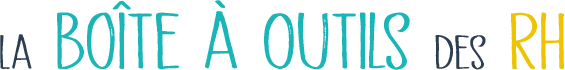 LA BOÎTE À OUTILS DES RH